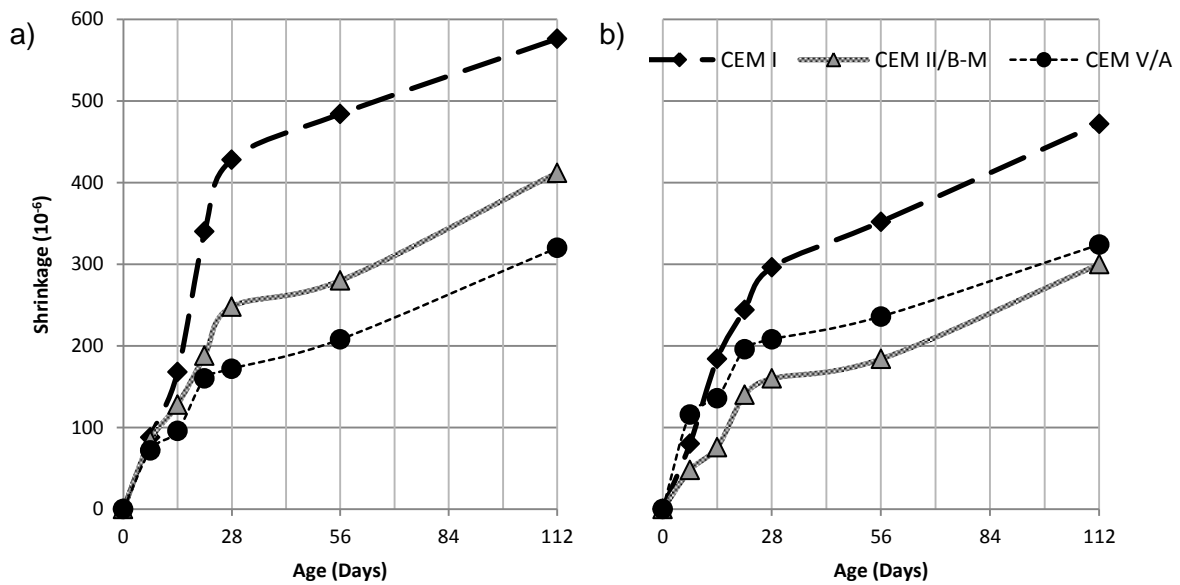 a)
600
500
400
300
200
100
0
Shrinkage (10⁻⁶)
0 28 56 84 112
Age (Days)
b)
CEM I CEM II/B-M CEM V/A
0 28 56 84 112
Age (Days)